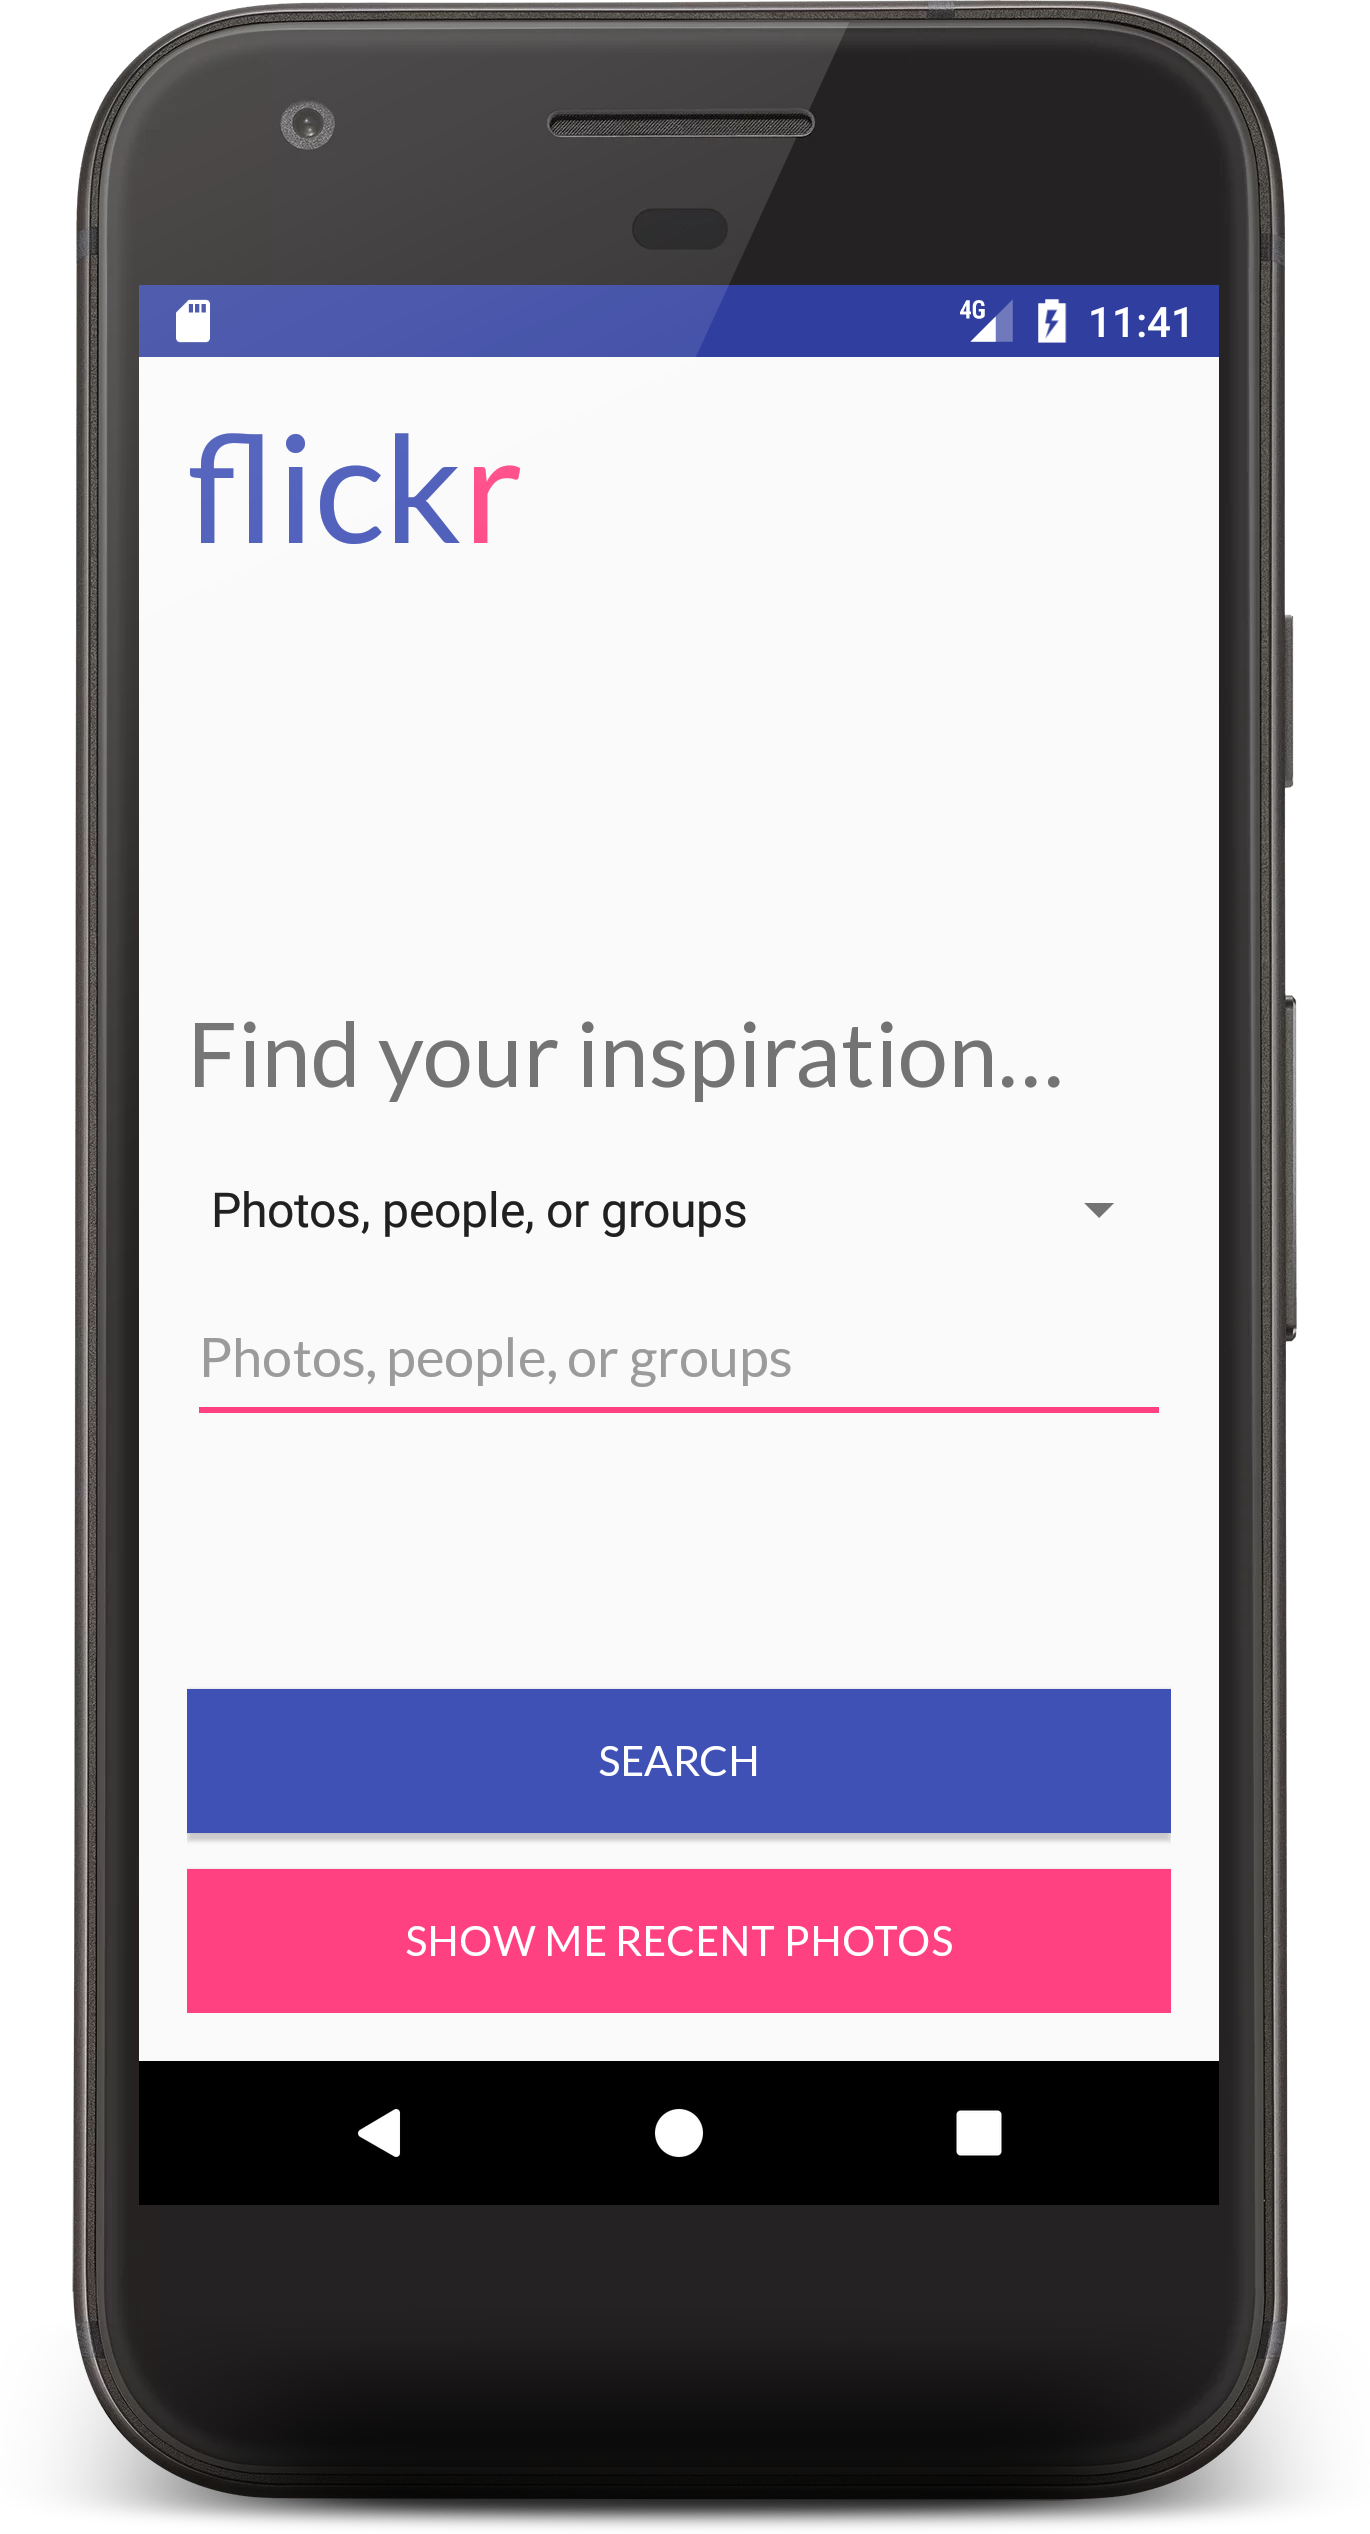 4G 11:41
flickr
Find your inspiration...
Photos, people, or groups
Photos, people, or groups
SEARCH
SHOW ME RECENT PHOTOS